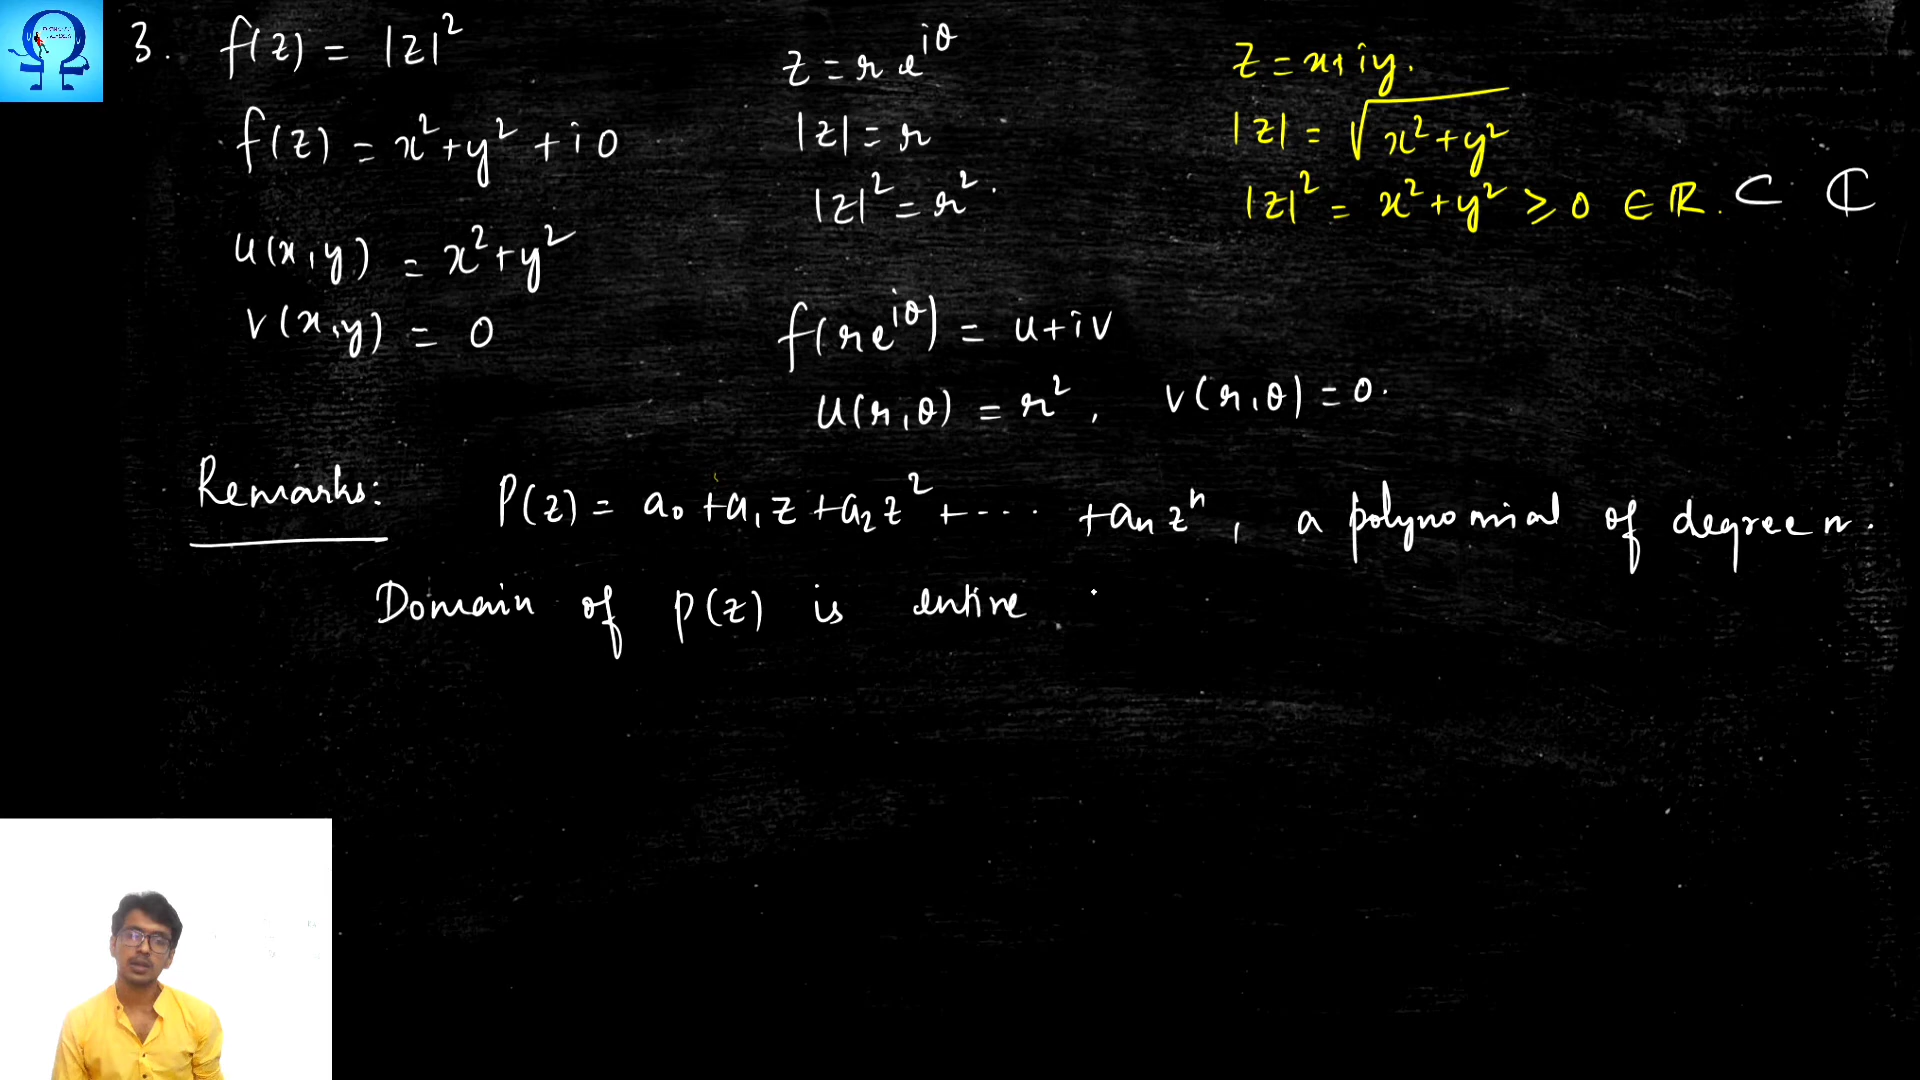 3. f(z) = |z|²
f(z) = x²+y² + i0
u(x,y) = x²+y²
v(x,y) = 0
z = r e^{iθ}
|z| = r
|z|² = r².
z = x+iy.
|z| = √(x²+y²)
|z|² = x²+y² ≥ 0 ∈ ℝ. ⊂ ℂ
f(re^{iθ}) = u+iv
u(r,θ) = r², v(r,θ) = 0.
Remarks: P(z) = a₀ + a₁z + a₂z² + ---- + aₙzⁿ, a polynomial of degree n.
Domain of p(z) is entire